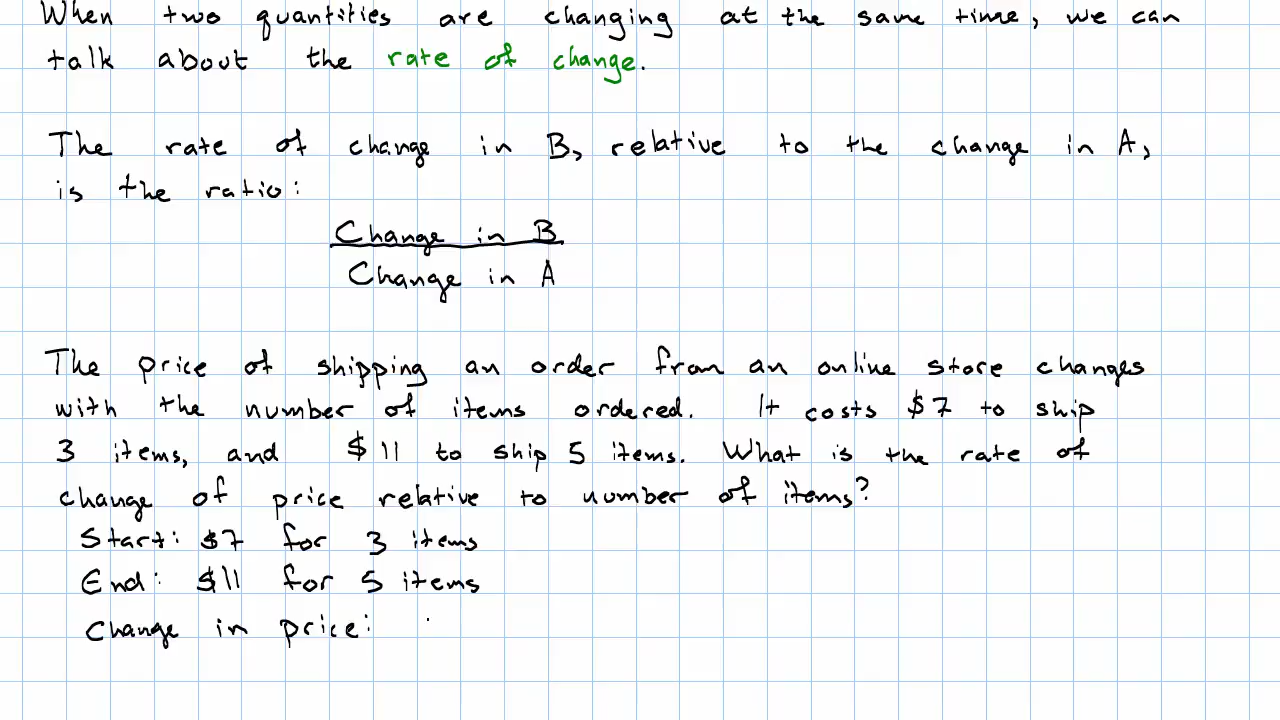 When two quantities are changing at the same time, we can
talk about the rate of change.
The rate of change in B, relative to the change in A,
is the ratio:
Change in B
Change in A
The price of shipping an order from an online store changes
with the number of items ordered. It costs $7 to ship
3 items, and $11 to ship 5 items. What is the rate of
change of price relative to number of items?
Start: $7 for 3 items
End: $11 for 5 items
Change in price: